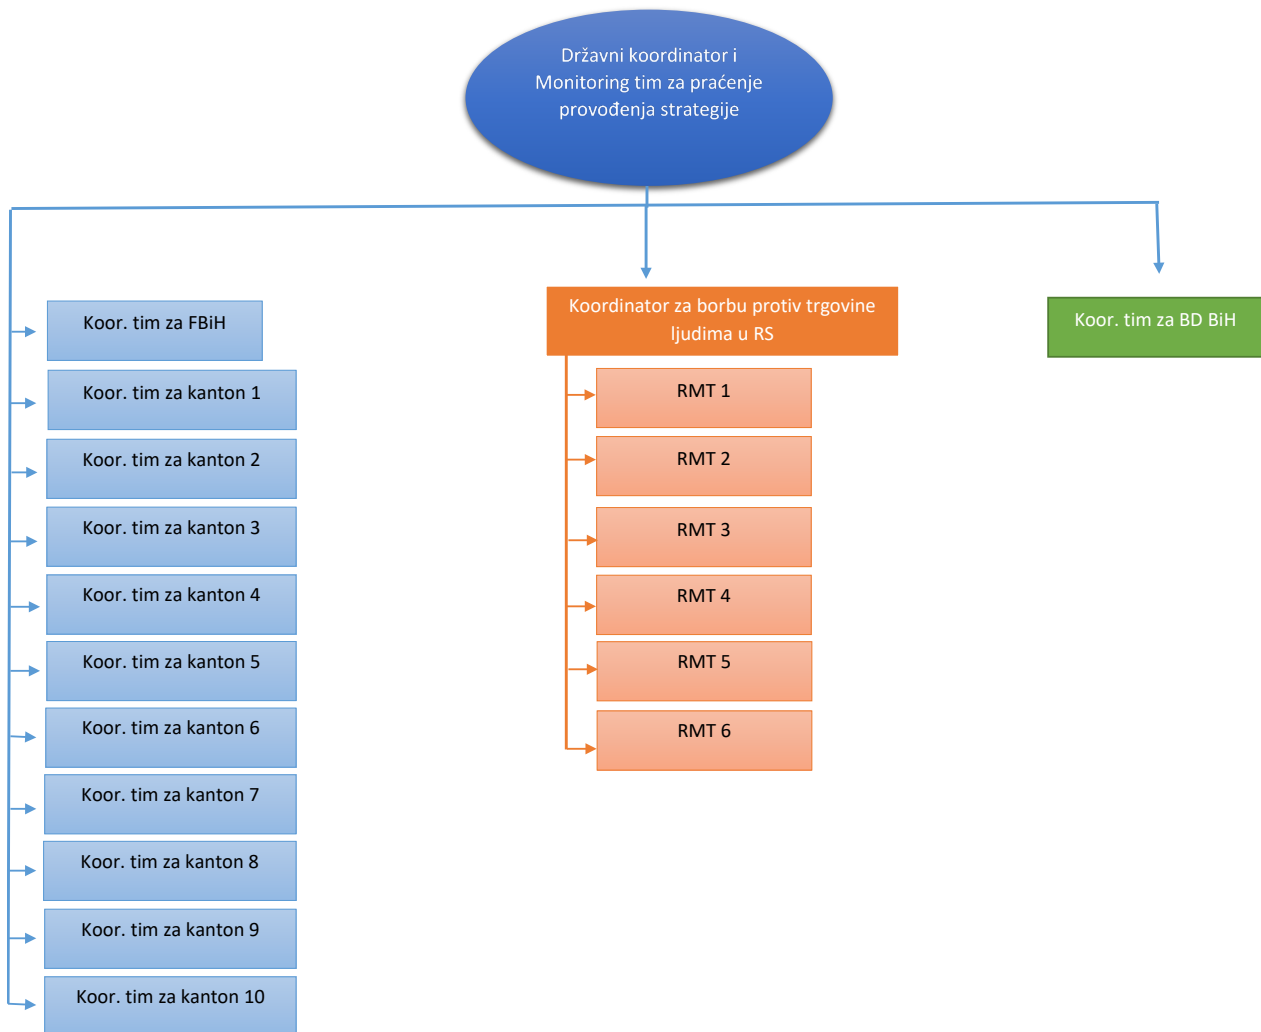 Državni koordinator i
Monitoring tim za praćenje
provođenja strategije
Koor. tim za FBiH
Koor. tim za kanton 1
Koor. tim za kanton 2
Koor. tim za kanton 3
Koor. tim za kanton 4
Koor. tim za kanton 5
Koor. tim za kanton 6
Koor. tim za kanton 7
Koor. tim za kanton 8
Koor. tim za kanton 9
Koor. tim za kanton 10
Koordinator za borbu protiv trgovine
ljudima u RS
RMT 1
RMT 2
RMT 3
RMT 4
RMT 5
RMT 6
Koor. tim za BD BiH